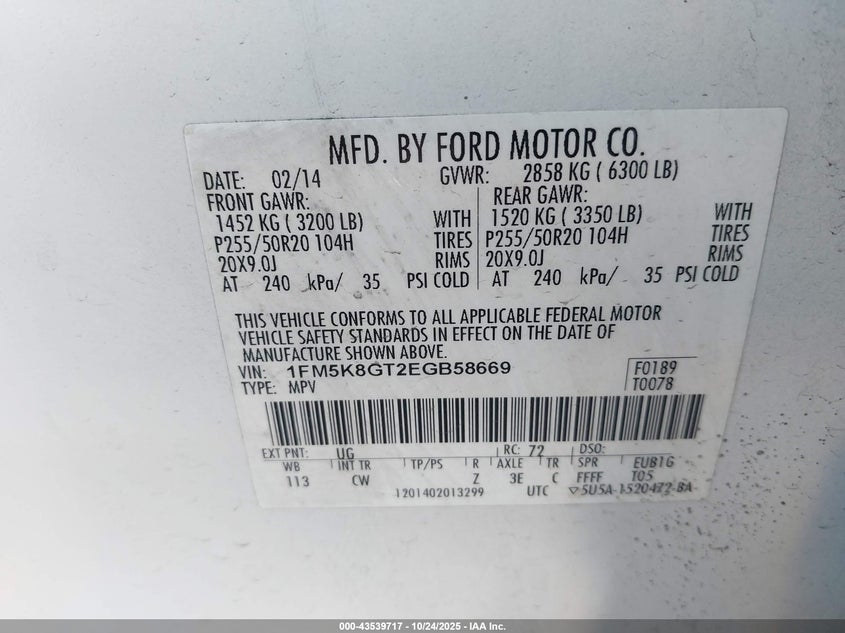 MFD. BY FORD MOTOR CO.
DATE: 02/14 GVWR: 2858 KG ( 6300 LB)
FRONT GAWR: REAR GAWR:
1452 KG ( 3200 LB) WITH 1520 KG ( 3350 LB) WITH
P255/50R20 104H TIRES P255/50R20 104H TIRES
20X9.0J RIMS 20X9.0J RIMS
AT 240 kPa/ 35 PSI COLD AT 240 kPa/ 35 PSI COLD
THIS VEHICLE CONFORMS TO ALL APPLICABLE FEDERAL MOTOR
VEHICLE SAFETY STANDARDS IN EFFECT ON THE DATE OF
MANUFACTURE SHOWN ABOVE.
VIN: 1FM5K8GT2EGB58669 F0189
TYPE: MPV T0078
EXT PNT: UG RC: 72 DSO:
WB INT TR TP/PS R AXLE TR SPR EUB1G
113 CW Z 3E C FFFF T05
1201402013299 UTC ▽5U5A-1520472-BA
000-43539717 - 10/24/2025 - IAA Inc.